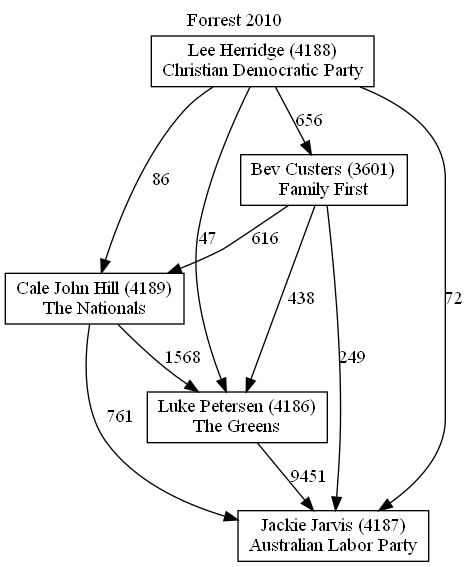 Forrest 2010
Lee Herridge (4188)
Christian Democratic Party
656
Bev Custers (3601)
Family First
86
47
616
72
Cale John Hill (4189)
The Nationals
438
1568
249
Luke Petersen (4186)
The Greens
761
9451
Jackie Jarvis (4187)
Australian Labor Party